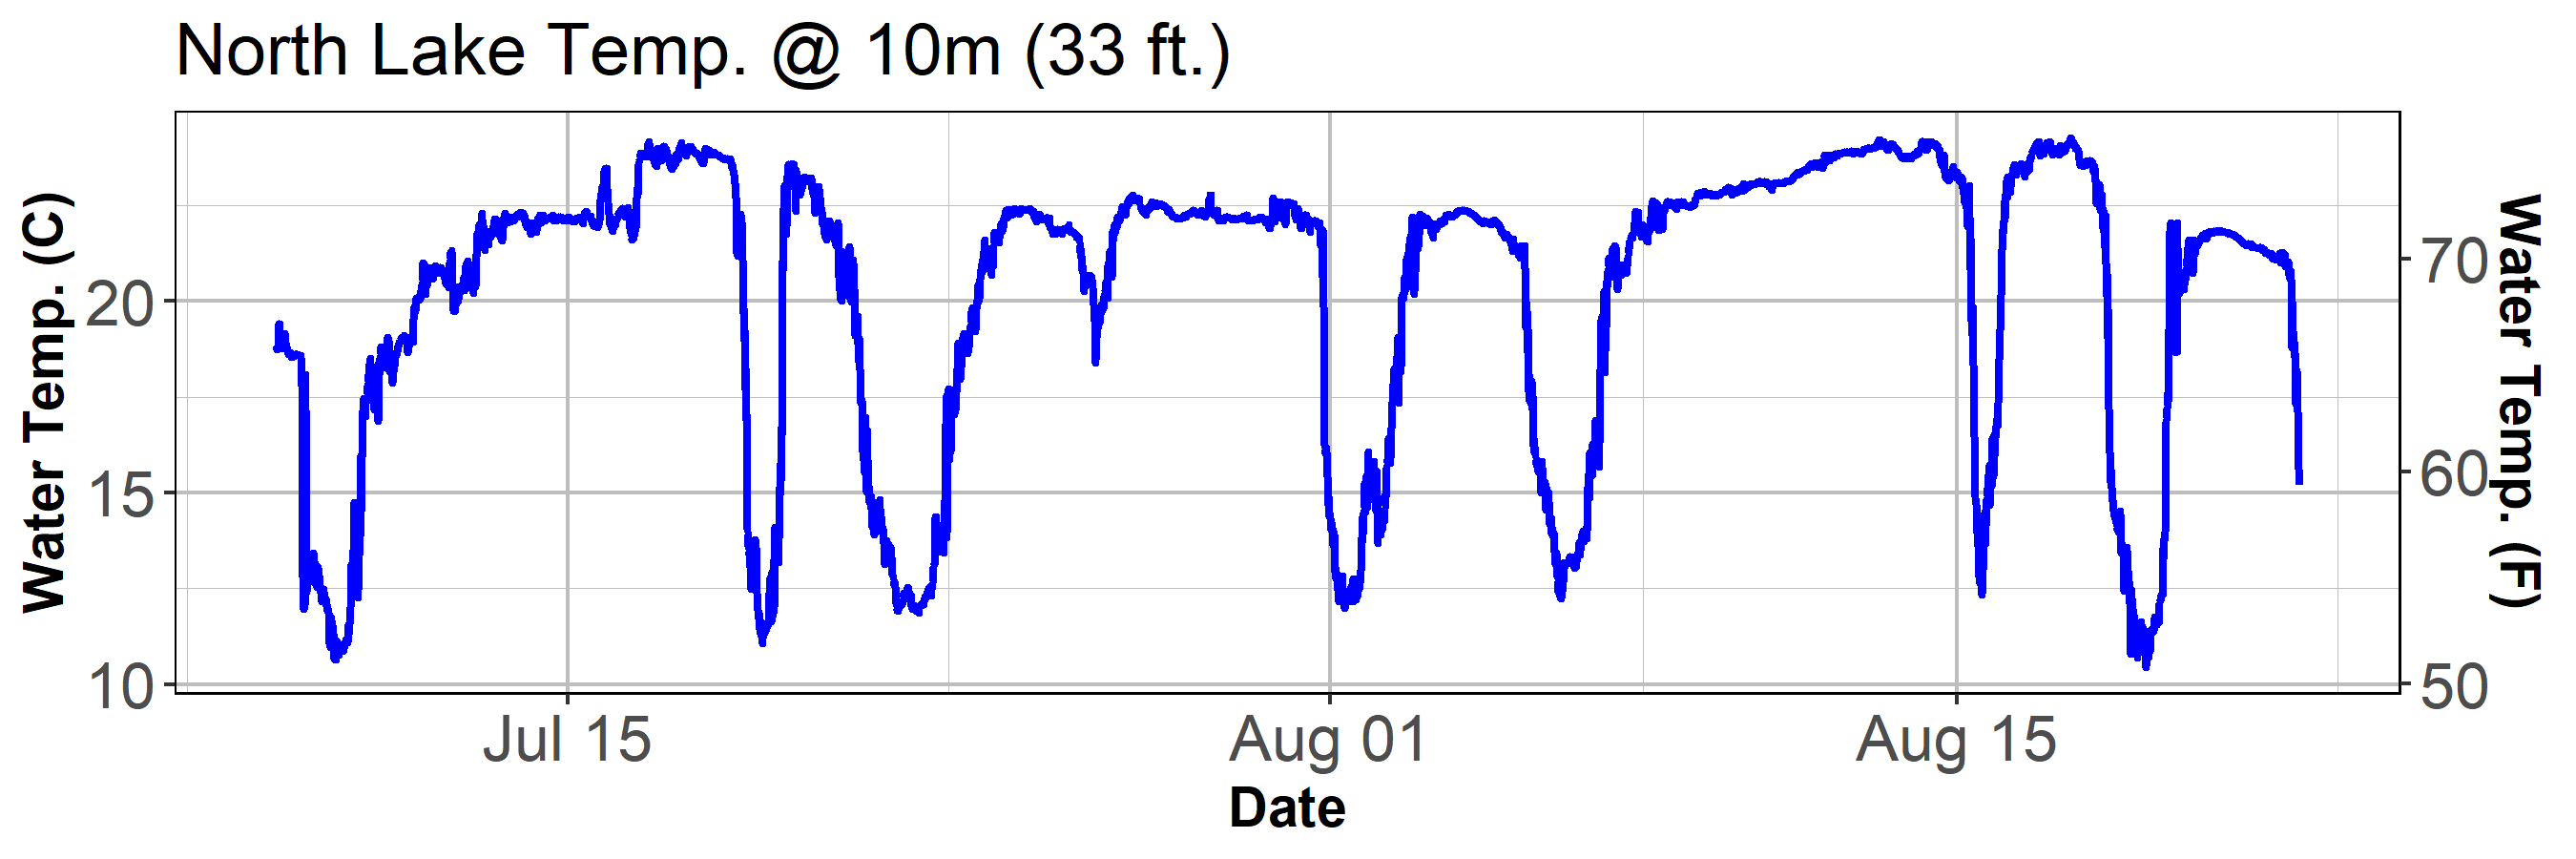 North Lake Temp. @ 10m (33 ft.)
Water Temp. (C)
20
15
10
70
60
50
Water Temp. (F)
Jul 15
Aug 01
Aug 15
Date